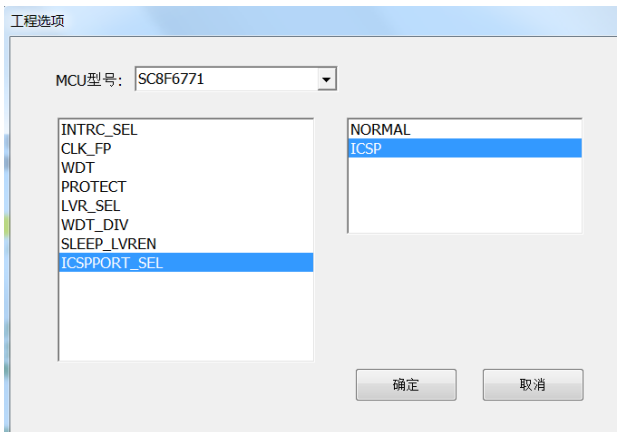 工程选项
MCU型号: SC8F6771
INTRC_SEL
CLK_FP
WDT
PROTECT
LVR_SEL
WDT_DIV
SLEEP_LVREN
ICSPPORT_SEL
NORMAL
ICSP
确定 取消